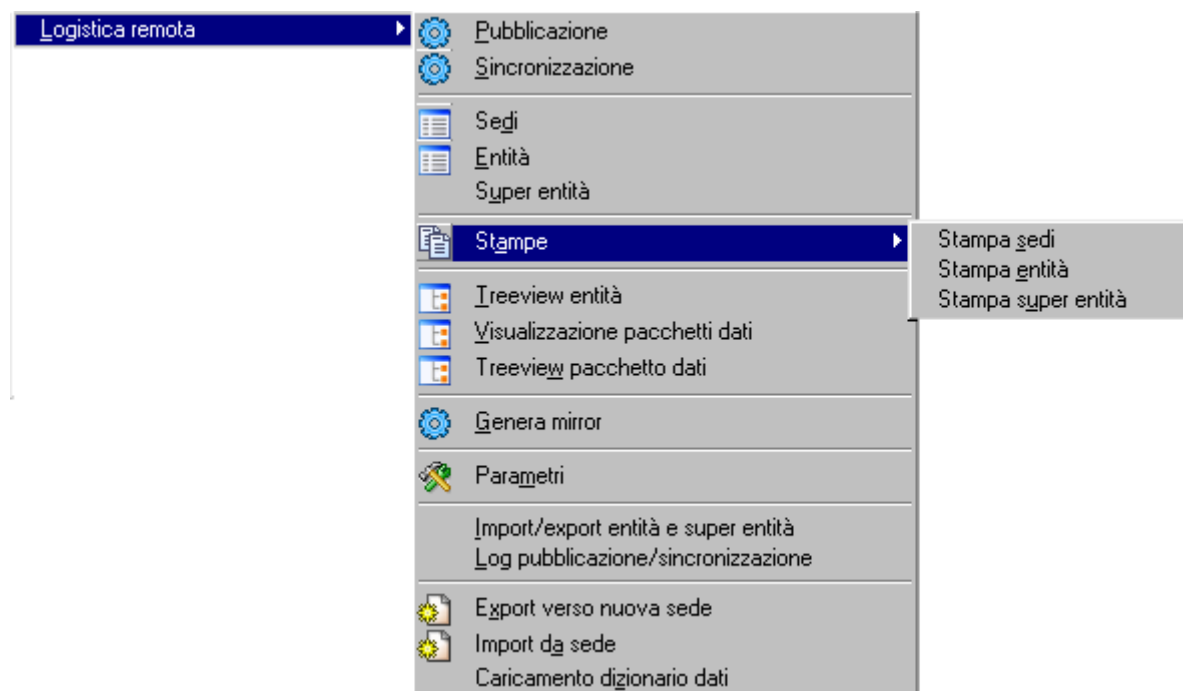 Logistica remota
Pubblicazione
Sincronizzazione
Sedi
Entità
Super entità
Stampe
Stampa sedi
Stampa entità
Stampa super entità
Treeview entità
Visualizzazione pacchetti dati
Treeview pacchetto dati
Genera mirror
Parametri
Import/export entità e super entità
Log pubblicazione/sincronizzazione
Export verso nuova sede
Import da sede
Caricamento dizionario dati